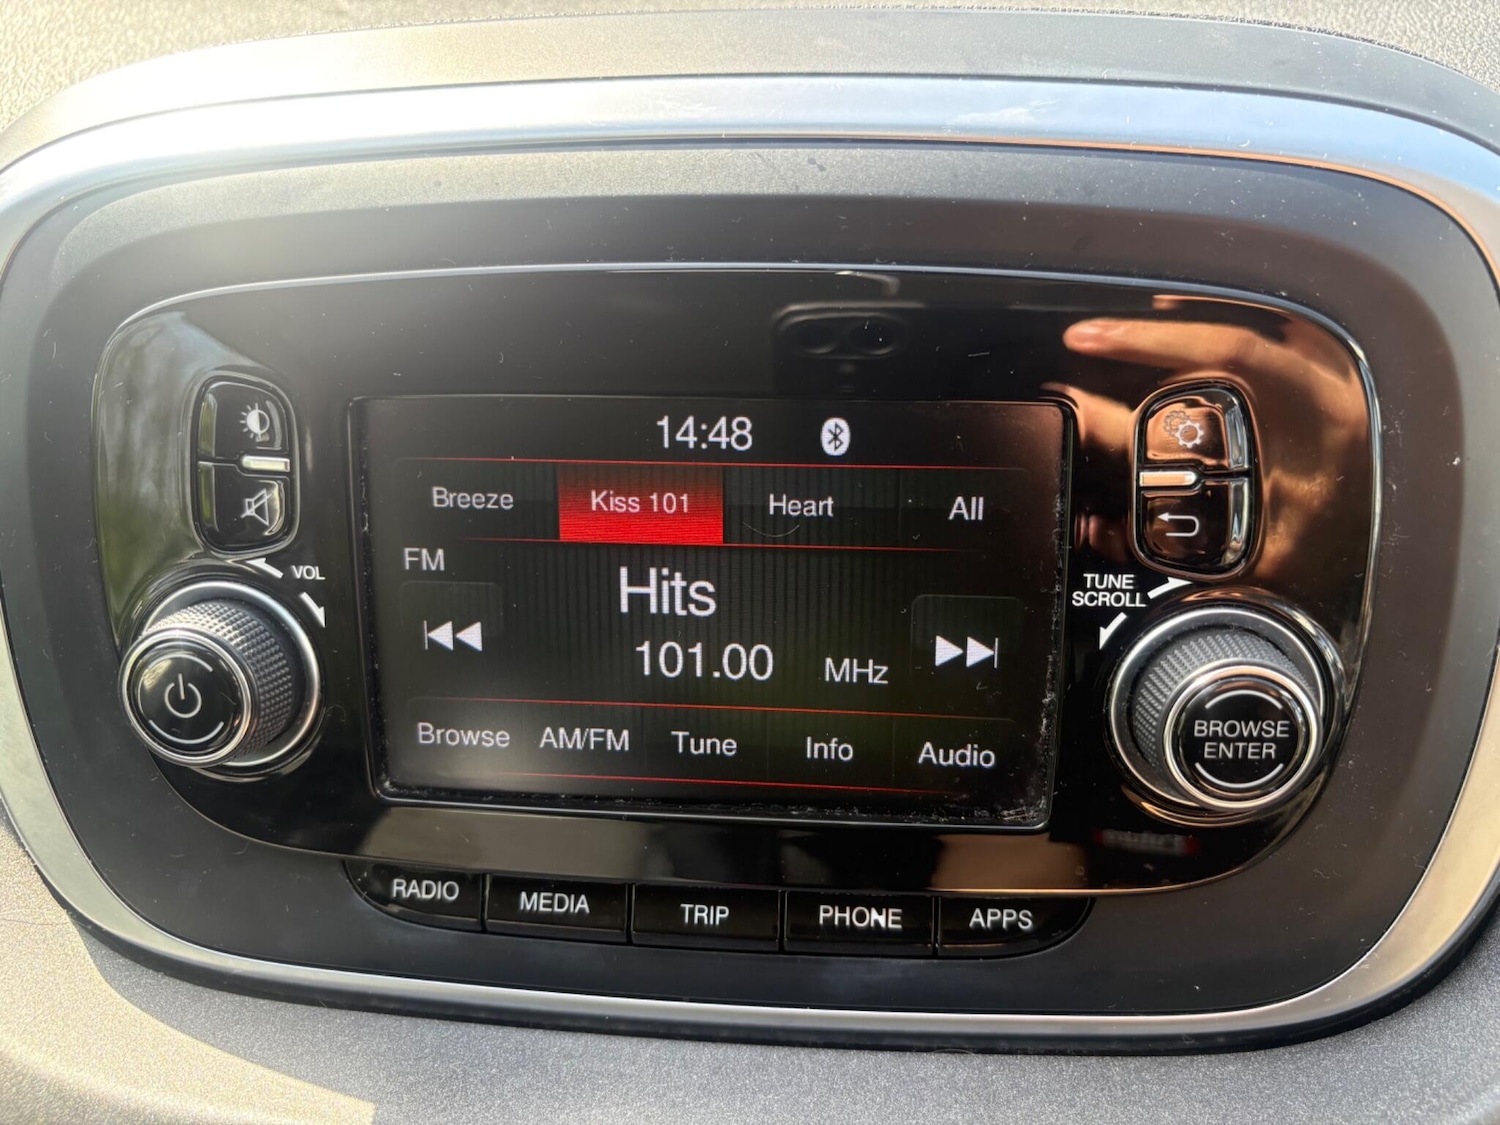 14:48
Breeze Kiss 101 Heart All
FM
Hits
101.00 MHz
Browse AM/FM Tune Info Audio
VOL
TUNE
SCROLL
BROWSE
ENTER
RADIO MEDIA TRIP PHONE APPS